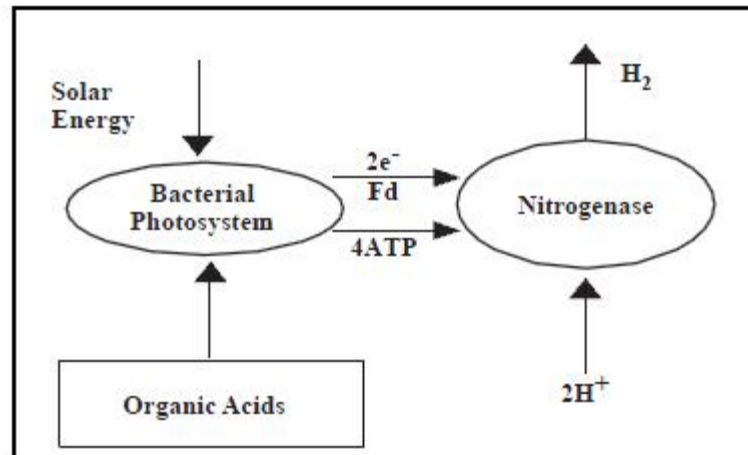 Solar
Energy
H₂
2e⁻
Fd
Bacterial
Photosystem
Nitrogenase
4ATP
Organic Acids
2H⁺